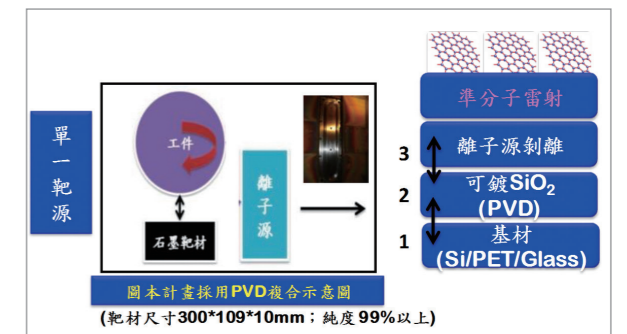 單
一
靶
源
工件
石墨靶材
離
子
源
圖本計畫採用PVD複合示意圖
(靶材尺寸300*109*10mm；純度99%以上)
準分子雷射
3
離子源剝離
2
可鍍SiO₂
(PVD)
1
基材
(Si/PET/Glass)